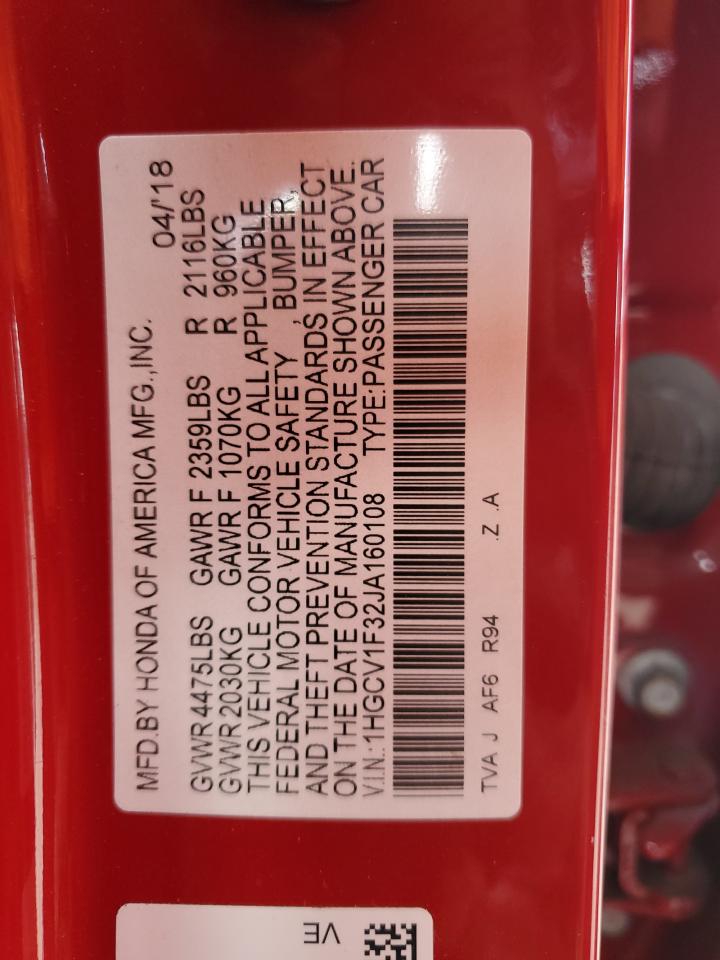 MFD.BY HONDA OF AMERICA MFG.,INC. 04/'18
GVWR 4475LBS GAWR F 2359LBS R 2116LBS
GVWR 2030KG GAWR F 1070KG R 960KG
THIS VEHICLE CONFORMS TO ALL APPLICABLE
FEDERAL MOTOR VEHICLE SAFETY , BUMPER,
AND THEFT PREVENTION STANDARDS IN EFFECT
ON THE DATE OF MANUFACTURE SHOWN ABOVE.
V.I.N.:1HGCV1F32JA160108 TYPE:PASSENGER CAR
TVA J AF6 R94 .Z .A
VE